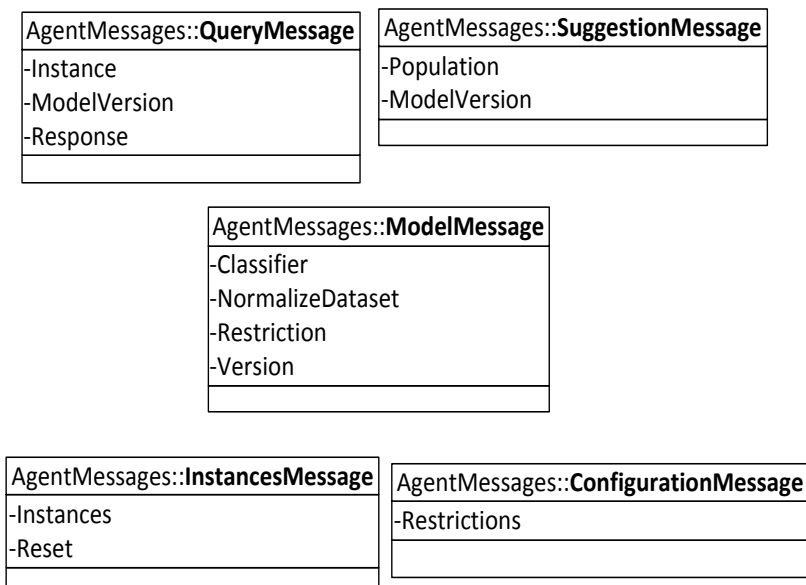 AgentMessages::QueryMessage
-Instance
-ModelVersion
-Response
AgentMessages::SuggestionMessage
-Population
-ModelVersion
AgentMessages::ModelMessage
-Classifier
-NormalizeDataset
-Restriction
-Version
AgentMessages::InstancesMessage
-Instances
-Reset
AgentMessages::ConfigurationMessage
-Restrictions